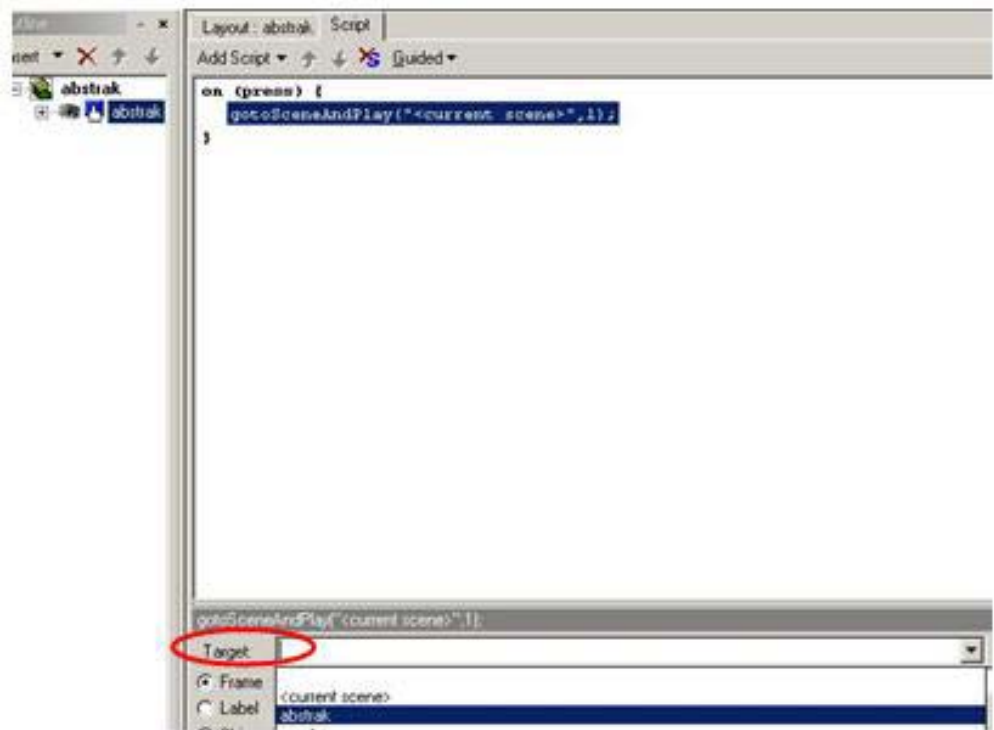 Layout : abstrak Script
Add Script Guided
abstrak
abstrak
on (press) {
gotoSceneAndPlay("<current scene>",1);
}
gotoSceneAndPlay("<current scene>",1);
Target
Frame
<current scene>
Label
abstrak